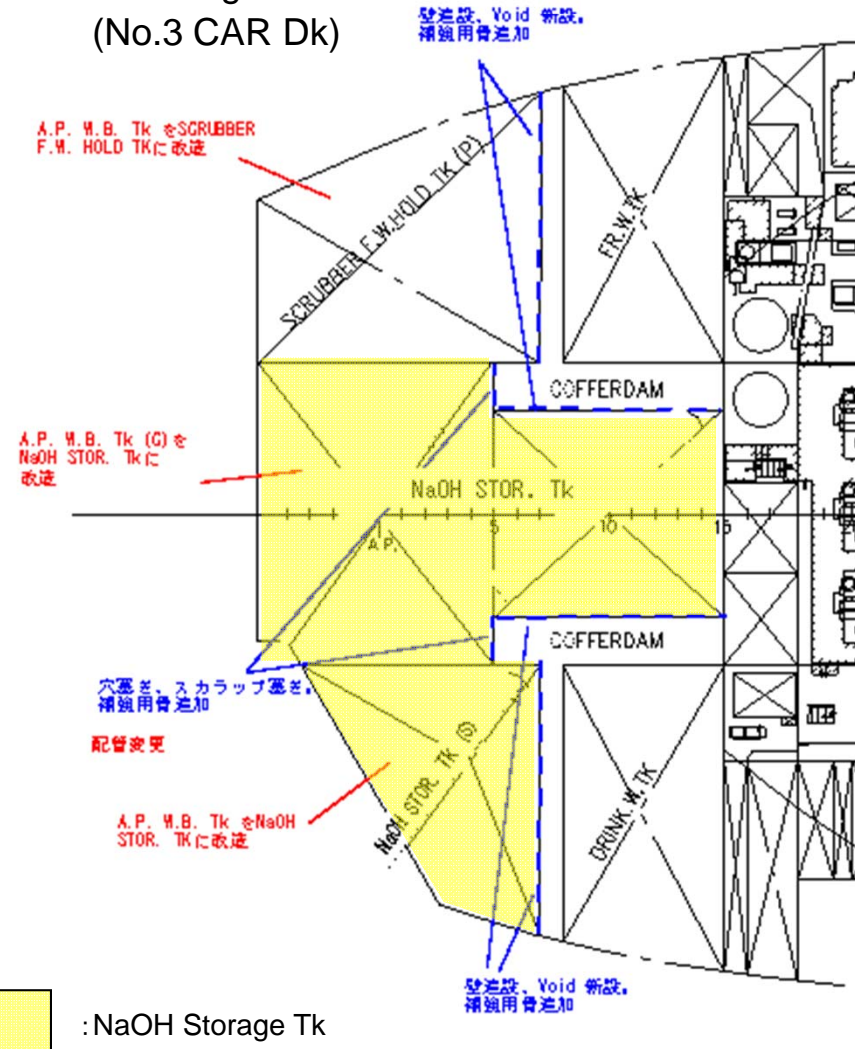 (No.3 CAR Dk)
壁追設、Void 新設。
補強用骨追加
A.P. W.B. Tk をSCRUBBER
F.W. HOLD TKに改造
SCRUBBER F.W.HOLD TK (P)
FR.W.TK
COFFERDAM
A.P. W.B. Tk (C)を
NaOH STOR. Tkに
改造
NaOH STOR. Tk
A.P.
5
10
15
COFFERDAM
穴塞ぎ、スカラップ塞ぎ。
補強用骨追加
配管変更
A.P. W.B. Tk をNaOH
STOR. TKに改造
NaOH STOR. TK (S)
DRINK W.TK
壁追設、Void 新設。
補強用骨追加
:NaOH Storage Tk